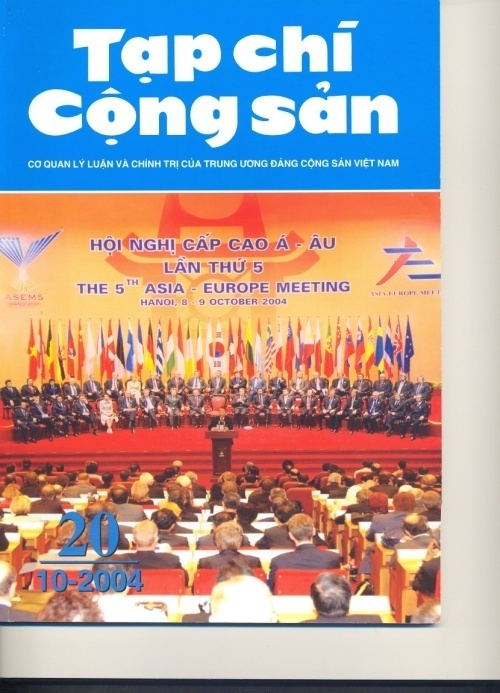 Tạp chí
Cộng sản
CƠ QUAN LÝ LUẬN VÀ CHÍNH TRỊ CỦA TRUNG ƯƠNG ĐẢNG CỘNG SẢN VIỆT NAM
HỘI NGHỊ CẤP CAO Á - ÂU
LẦN THỨ 5
THE 5TH ASIA - EUROPE MEETING
HANOI, 8 - 9 OCTOBER 2004
ASEM5
ASIA-EUROPE MEET
20
10-2004